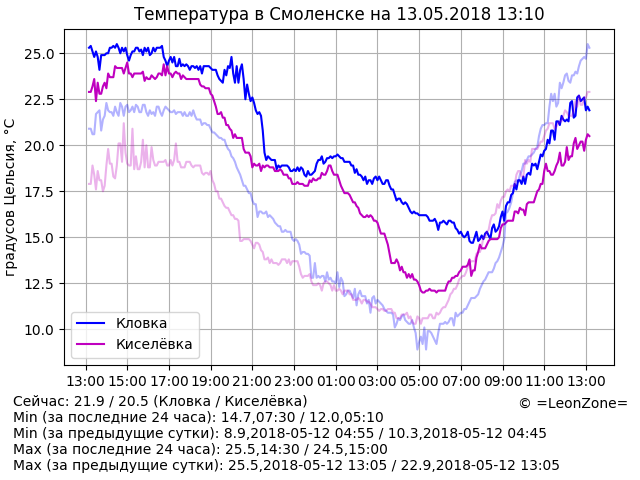 Температура в Смоленске на 13.05.2018 13:10
градусов Цельсия, °C
25.0
22.5
20.0
17.5
15.0
12.5
10.0
Кловка
Киселёвка
13:00 15:00 17:00 19:00 21:00 23:00 01:00 03:00 05:00 07:00 09:00 11:00 13:00
Сейчас: 21.9 / 20.5 (Кловка / Киселёвка)
© =LeonZone=
Min (за последние 24 часа): 14.7,07:30 / 12.0,05:10
Min (за предыдущие сутки): 8.9,2018-05-12 04:55 / 10.3,2018-05-12 04:45
Max (за последние 24 часа): 25.5,14:30 / 24.5,15:00
Max (за предыдущие сутки): 25.5,2018-05-12 13:05 / 22.9,2018-05-12 13:05